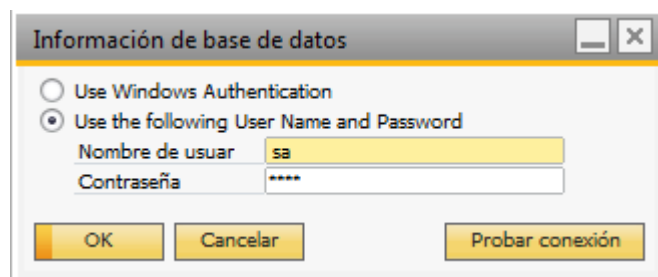 Información de base de datos
Use Windows Authentication
Use the following User Name and Password
Nombre de usuar sa
Contraseña ****
OK Cancelar Probar conexión